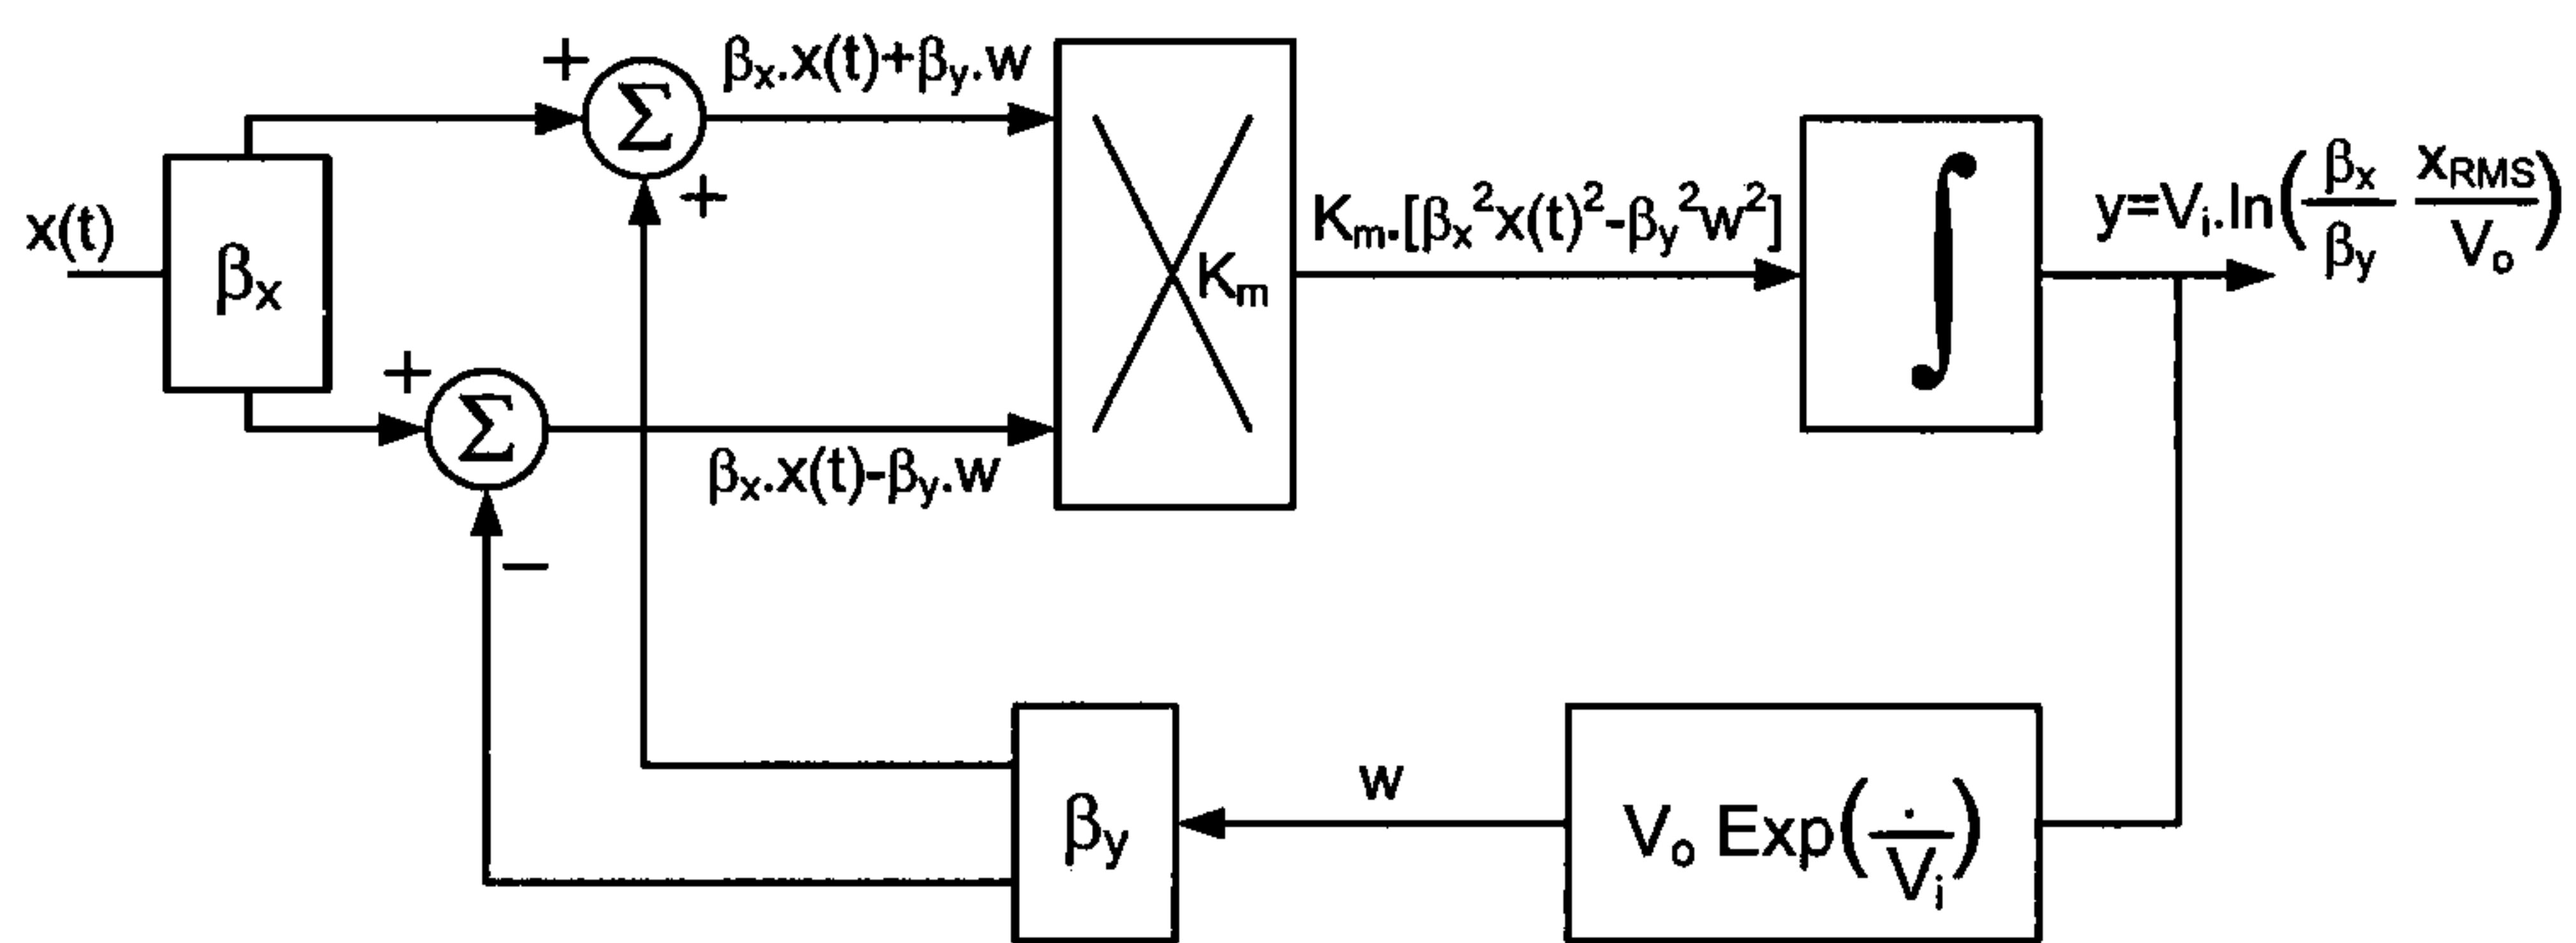 x(t)
βx
+
Σ
+
βx.x(t)+βy.w
+
Σ
−
βx.x(t)-βy.w
Km
Km.[βx²x(t)²-βy²w²]
∫
y=Vi.ln(βx/βy xRMS/Vo)
βy
w
Vo Exp(·/Vi)